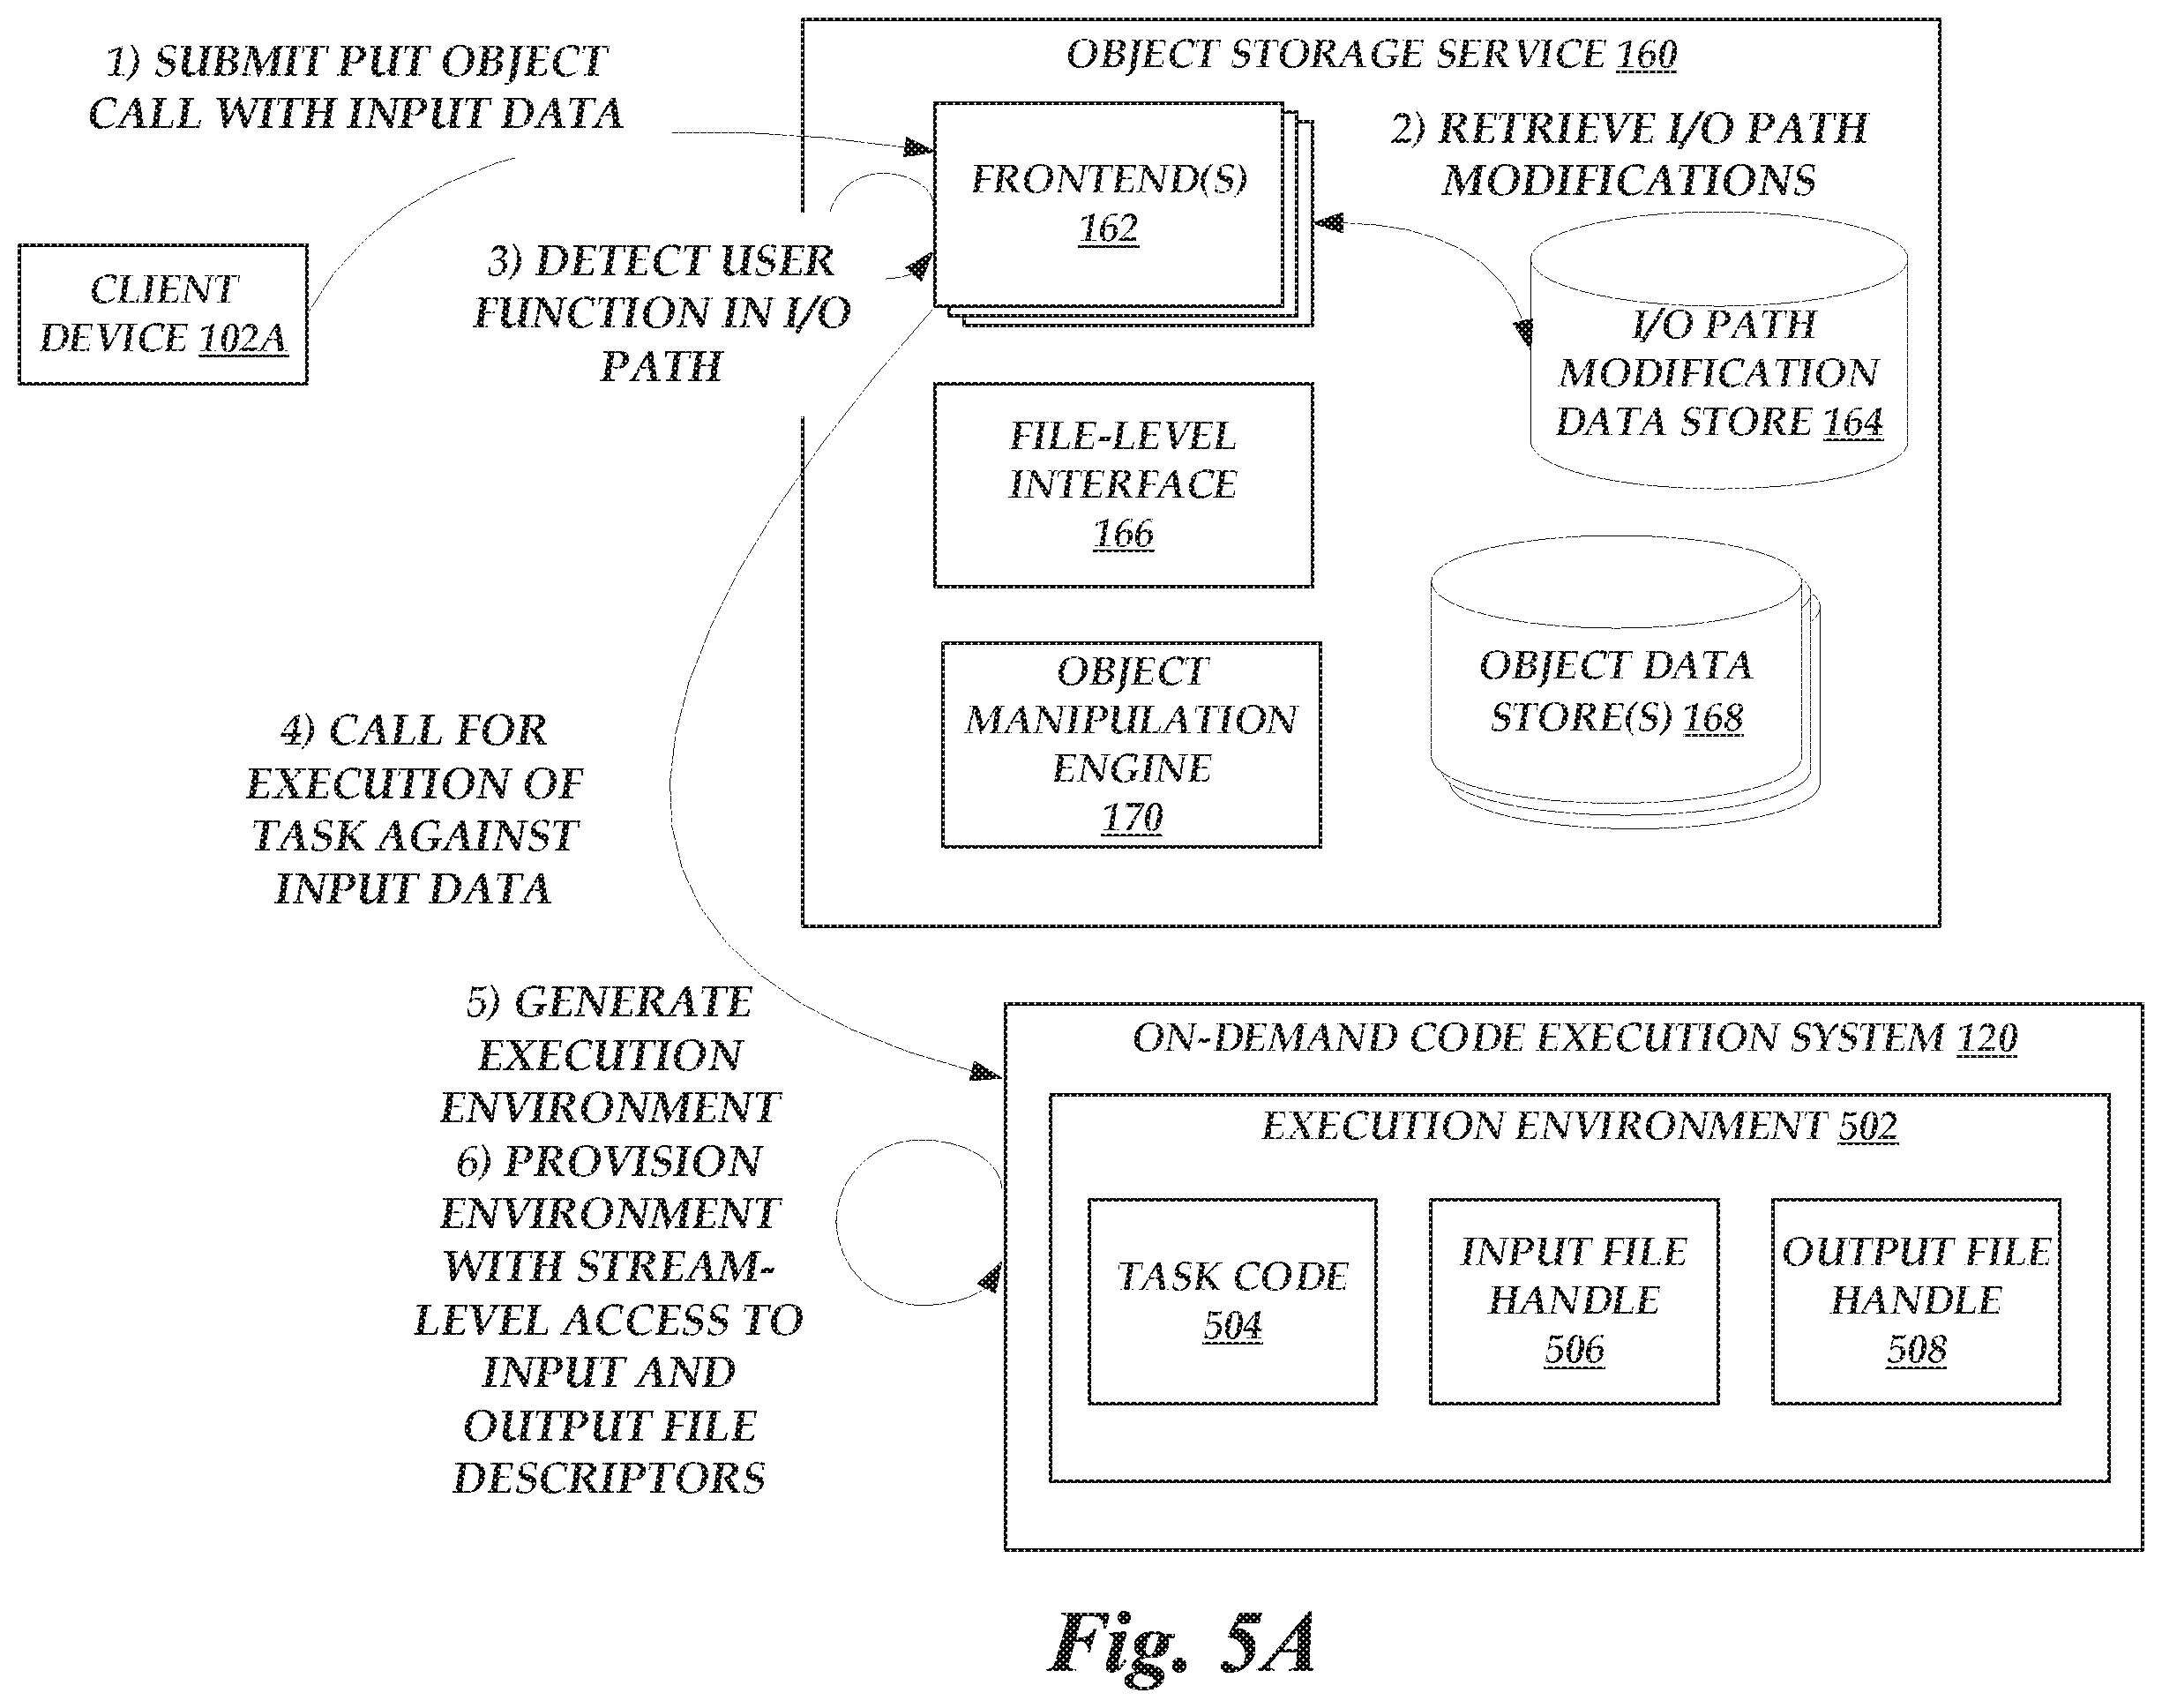 1) SUBMIT PUT OBJECT
CALL WITH INPUT DATA
OBJECT STORAGE SERVICE 160
FRONTEND(S)
162
2) RETRIEVE I/O PATH
MODIFICATIONS
CLIENT
DEVICE 102A
3) DETECT USER
FUNCTION IN I/O
PATH
I/O PATH
MODIFICATION
DATA STORE 164
FILE-LEVEL
INTERFACE
166
OBJECT
MANIPULATION
ENGINE
170
OBJECT DATA
STORE(S) 168
4) CALL FOR
EXECUTION OF
TASK AGAINST
INPUT DATA
5) GENERATE
EXECUTION
ENVIRONMENT
6) PROVISION
ENVIRONMENT
WITH STREAM-
LEVEL ACCESS TO
INPUT AND
OUTPUT FILE
DESCRIPTORS
ON-DEMAND CODE EXECUTION SYSTEM 120
EXECUTION ENVIRONMENT 502
TASK CODE
504
INPUT FILE
HANDLE
506
OUTPUT FILE
HANDLE
508
Fig. 5A